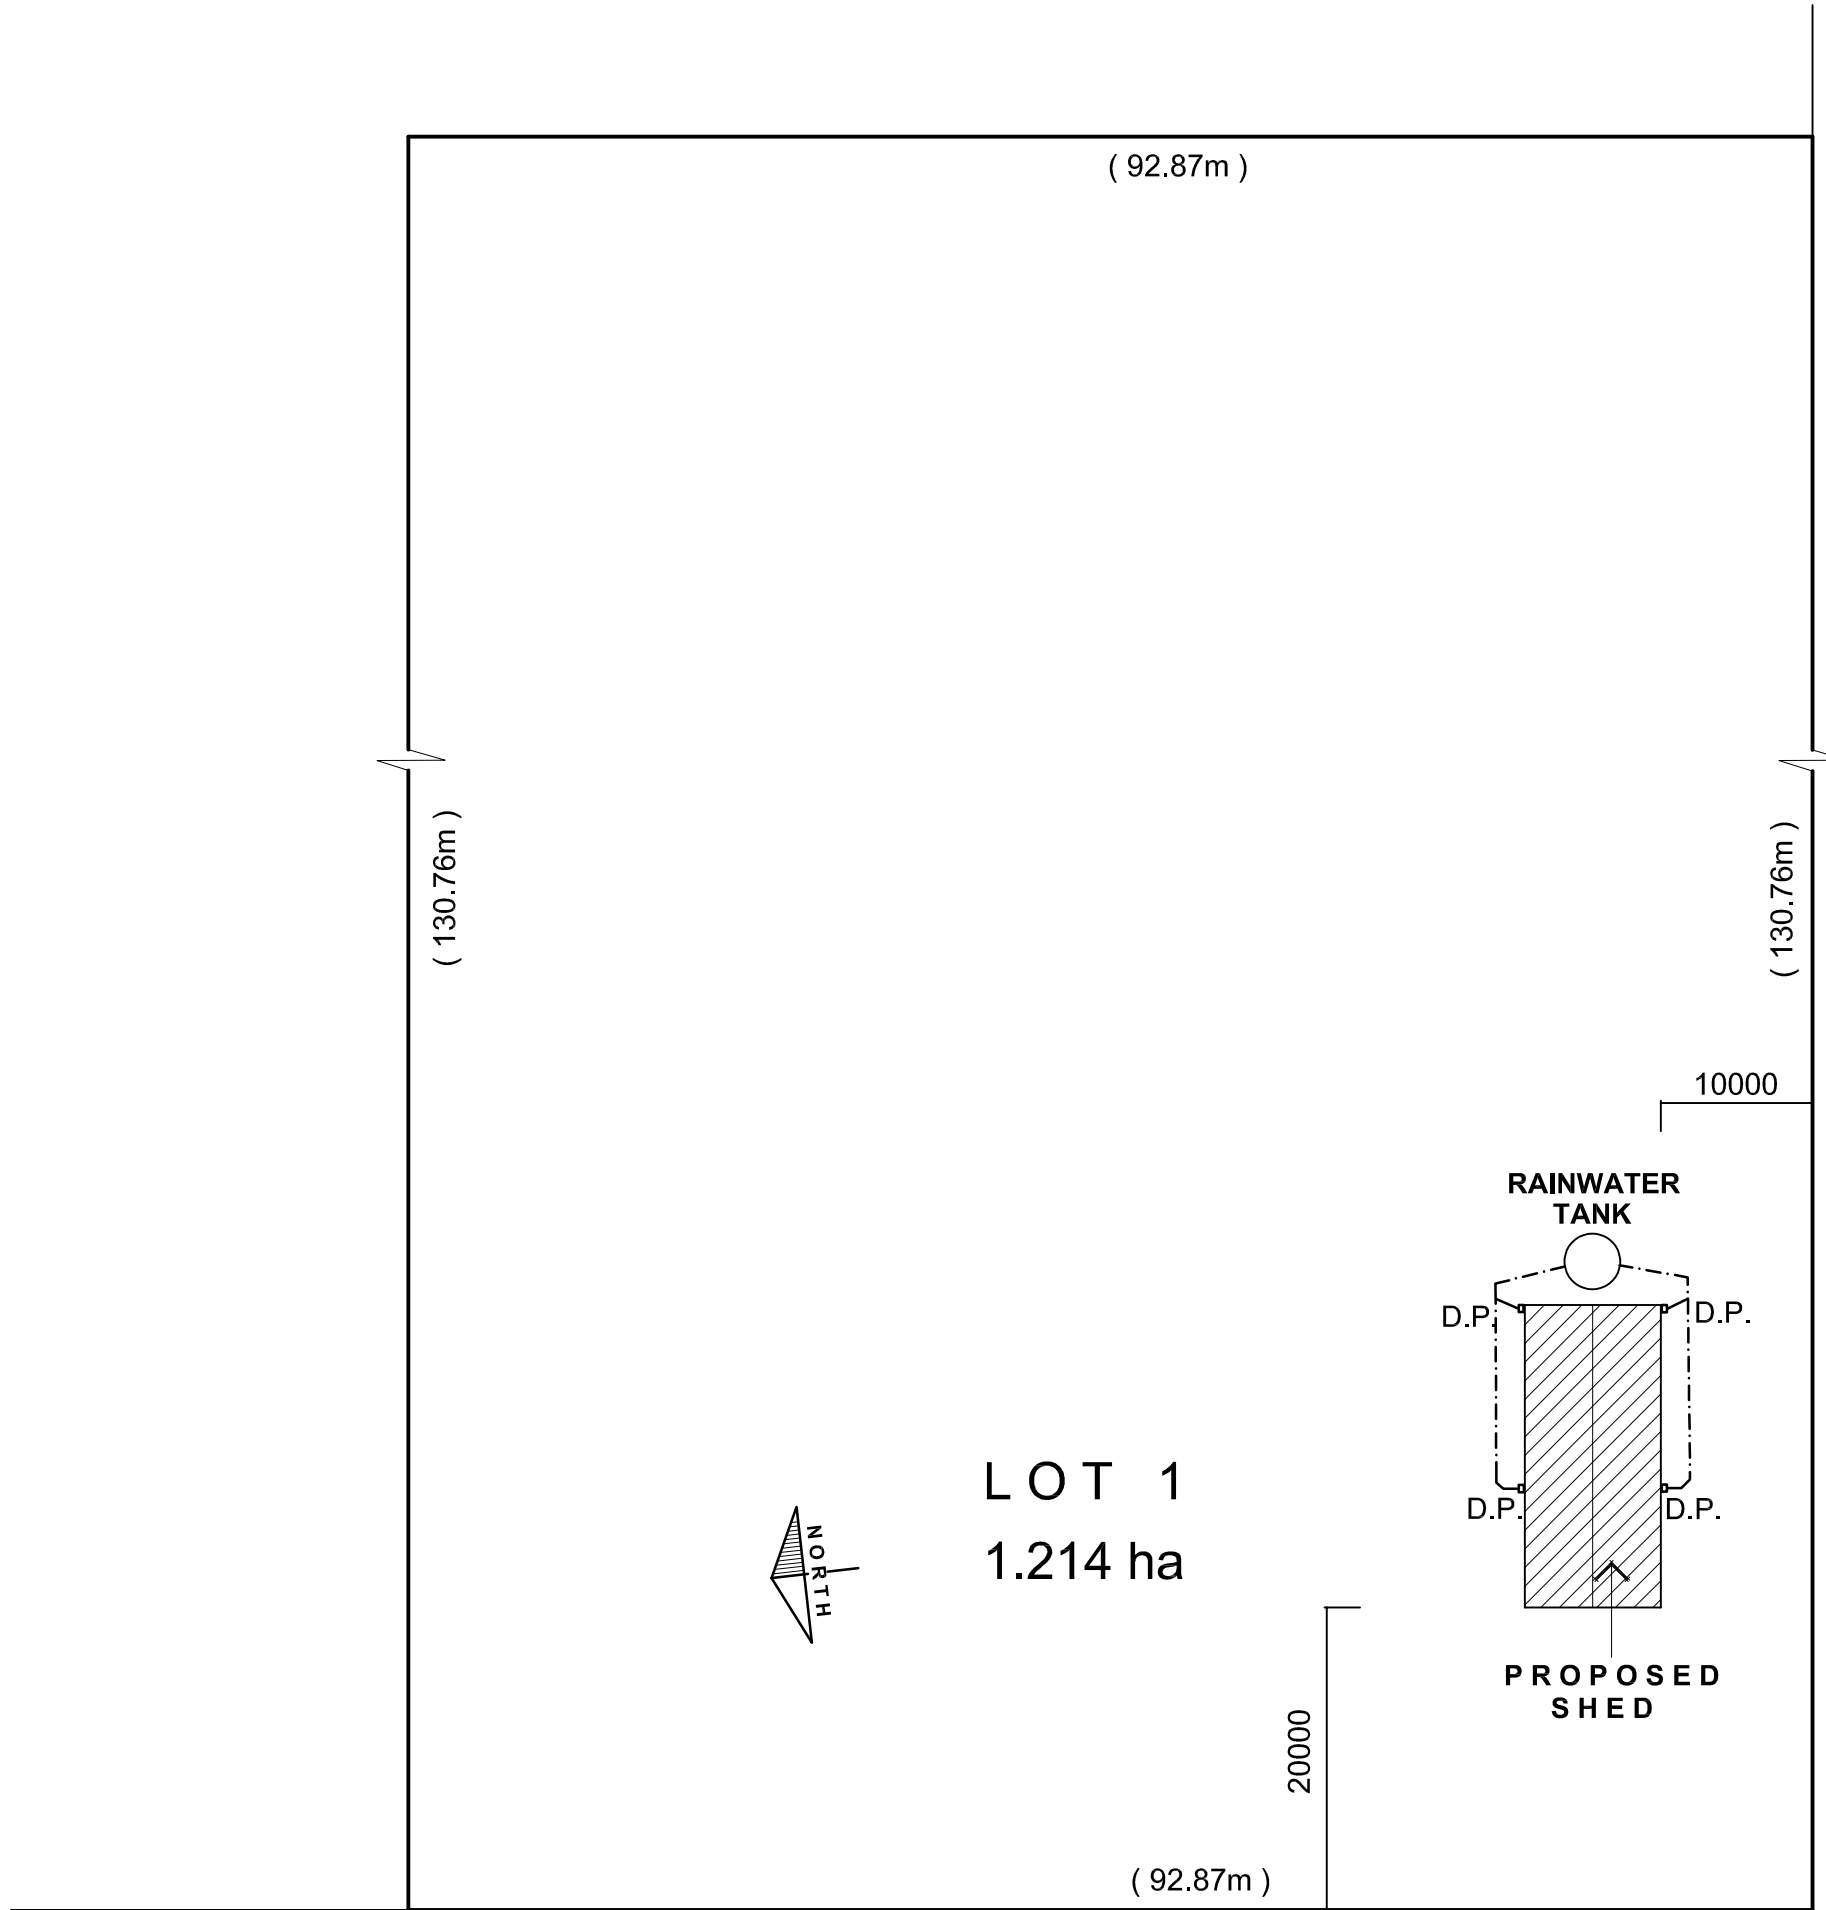 ( 92.87m )
( 130.76m )
( 130.76m )
10000
RAINWATER
TANK
D.P.
D.P.
LOT 1
1.214 ha
D.P.
D.P.
NORTH
PROPOSED
SHED
20000
( 92.87m )